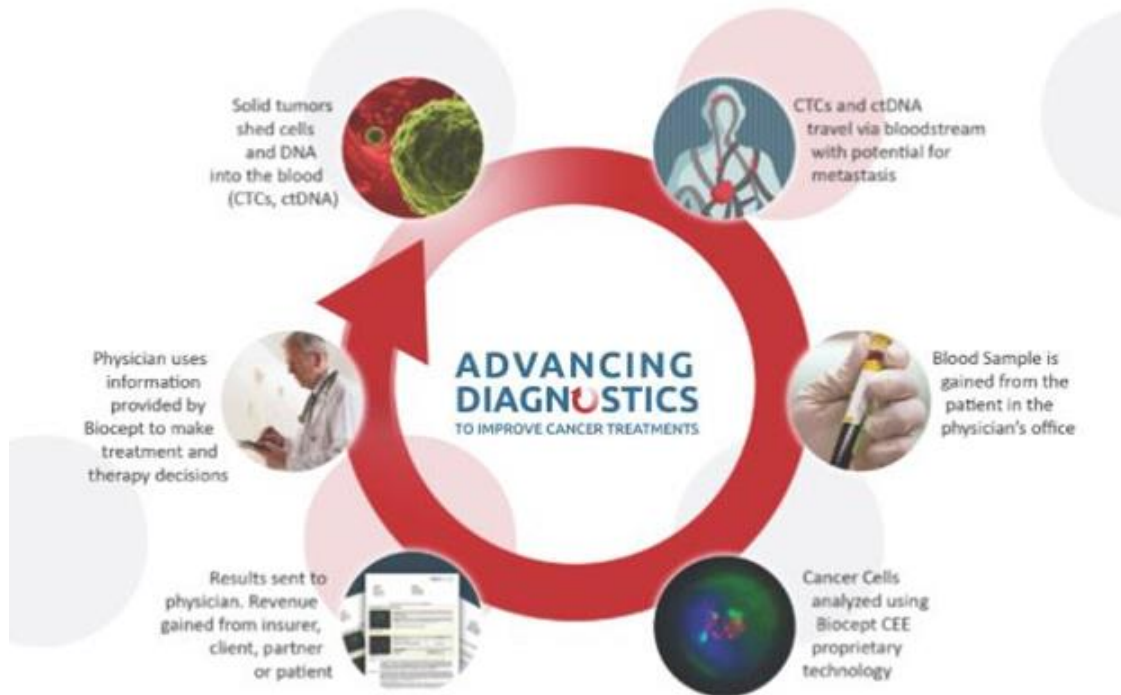 Solid tumors
shed cells
and DNA
into the blood
(CTCs, ctDNA)
CTCs and ctDNA
travel via bloodstream
with potential for
metastasis
Blood Sample is
gained from the
patient in the
physician's office
Cancer Cells
analyzed using
Biocept CEE
proprietary
technology
Results sent to
physician. Revenue
gained from insurer,
client, partner
or patient
Physician uses
information
provided by
Biocept to make
treatment and
therapy decisions
ADVANCING
DIAGNOSTICS
TO IMPROVE CANCER TREATMENTS